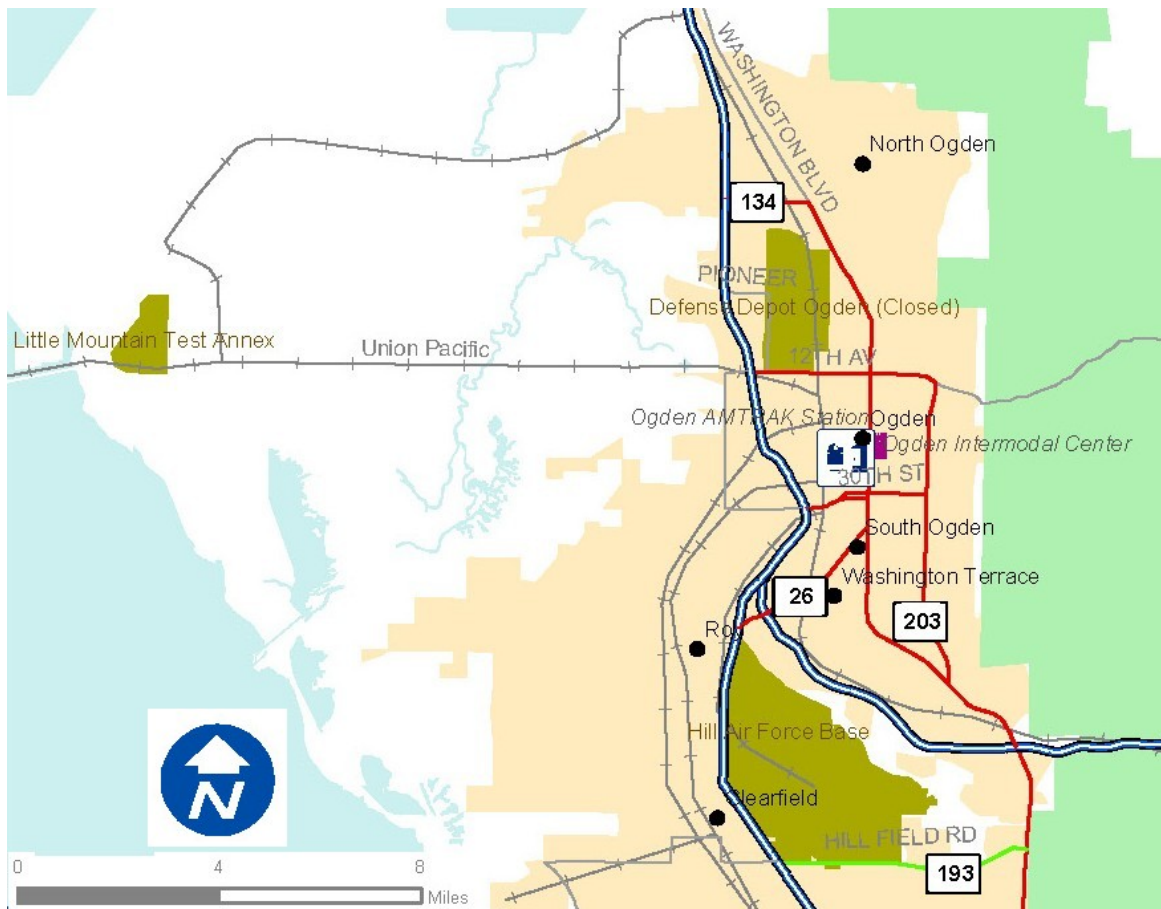 WASHINGTON BLVD
North Ogden
134
PIONEER
Defense Depot Ogden (Closed)
Little Mountain Test Annex
Union Pacific
12TH AV
Ogden AMTRAK Station
Ogden
Ogden Intermodal Center
30TH ST
South Ogden
Washington Terrace
26
203
Roy
Hill Air Force Base
N
Clearfield
HILL FIELD RD
193
0 4 8
Miles